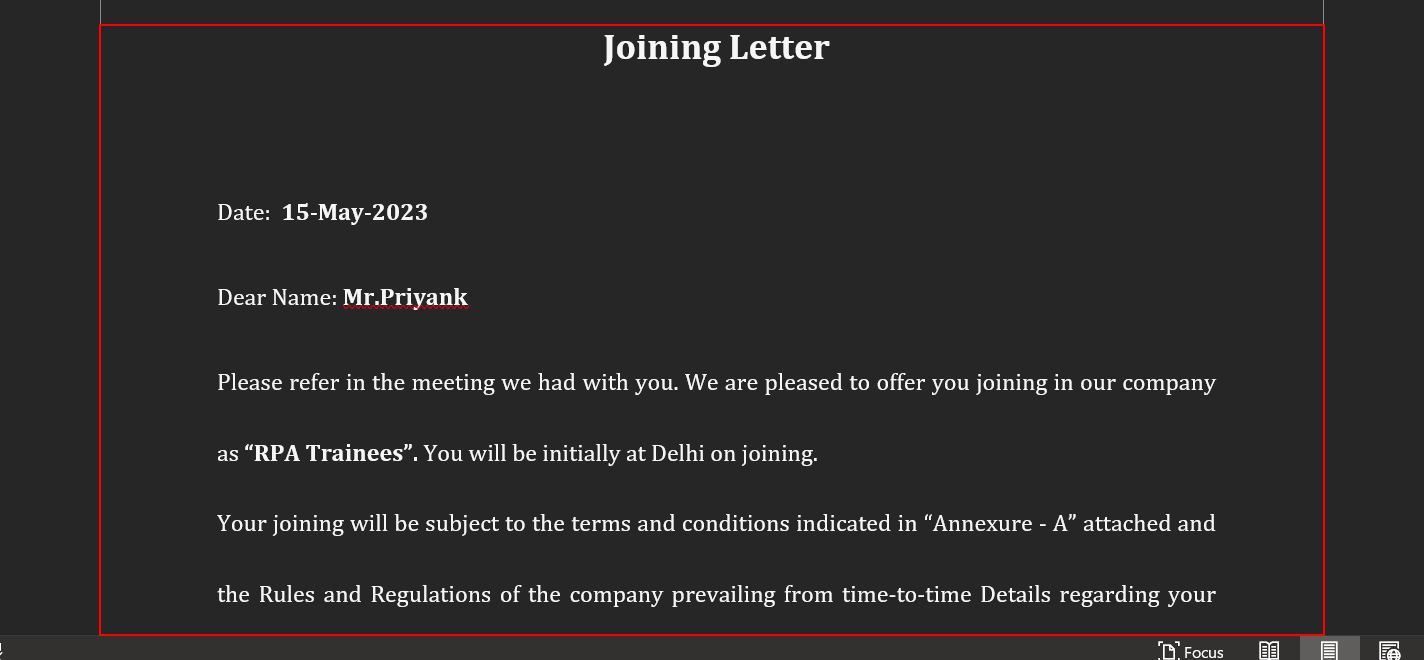 Joining Letter
Date: 15-May-2023
Dear Name: Mr.Priyank
Please refer in the meeting we had with you. We are pleased to offer you joining in our company
as “RPA Trainees”. You will be initially at Delhi on joining.
Your joining will be subject to the terms and conditions indicated in “Annexure - A” attached and
the Rules and Regulations of the company prevailing from time-to-time Details regarding your
Focus